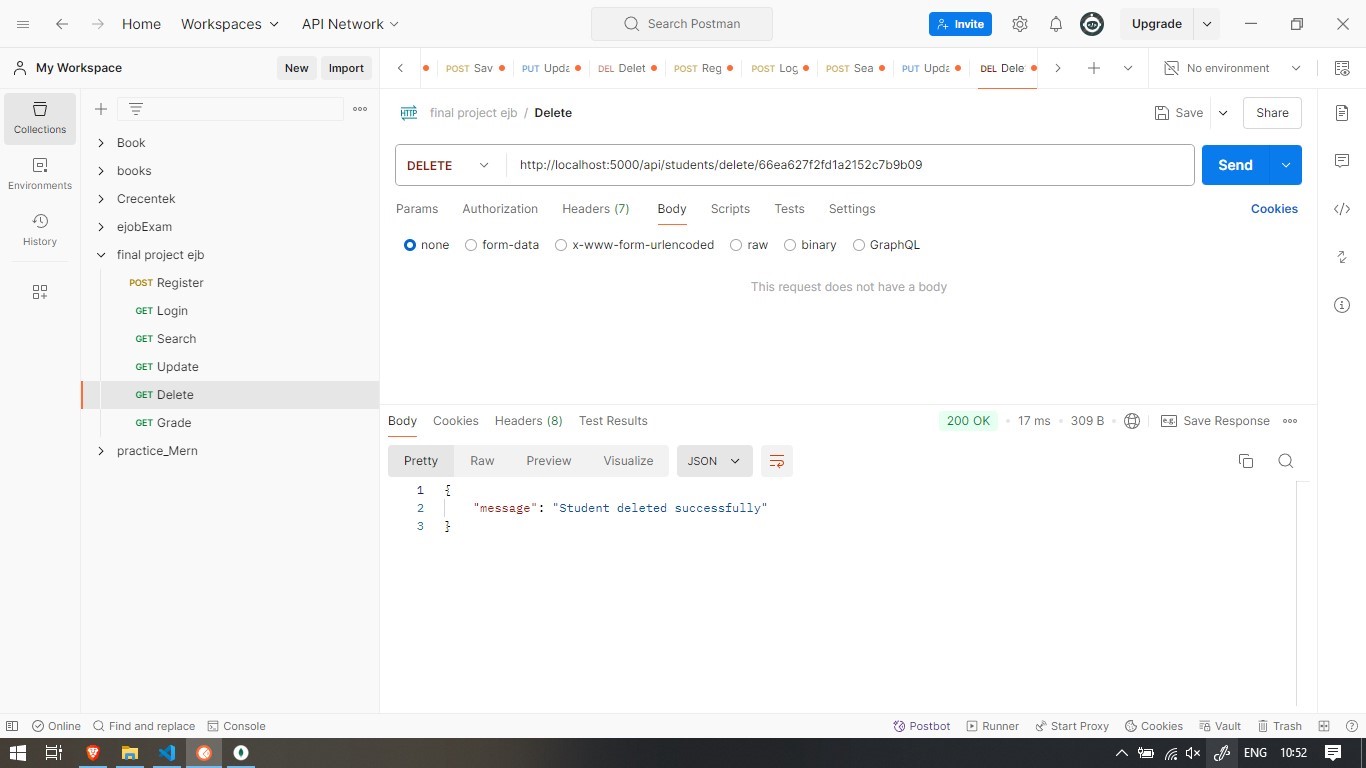 Home Workspaces API Network Search Postman Invite Upgrade
My Workspace New Import
POST Sav PUT Upda DEL Delet POST Reg POST Log POST Sea PUT Upda DEL Dele No environment
Collections
Environments
History
Book
books
Crecentek
ejobExam
final project ejb
POST Register
GET Login
GET Search
GET Update
GET Delete
GET Grade
practice_Mern
HTTP final project ejb / Delete Save Share
DELETE http://localhost:5000/api/students/delete/66ea627f2fd1a2152c7b9b09 Send
Params Authorization Headers (7) Body Scripts Tests Settings Cookies
none form-data x-www-form-urlencoded raw binary GraphQL
This request does not have a body
Body Cookies Headers (8) Test Results 200 OK • 17 ms • 309 B • e.g. Save Response
Pretty Raw Preview Visualize JSON
1 {
2 "message": "Student deleted successfully"
3 }
Online Find and replace Console Postbot Runner Start Proxy Cookies Vault Trash
ENG 10:52